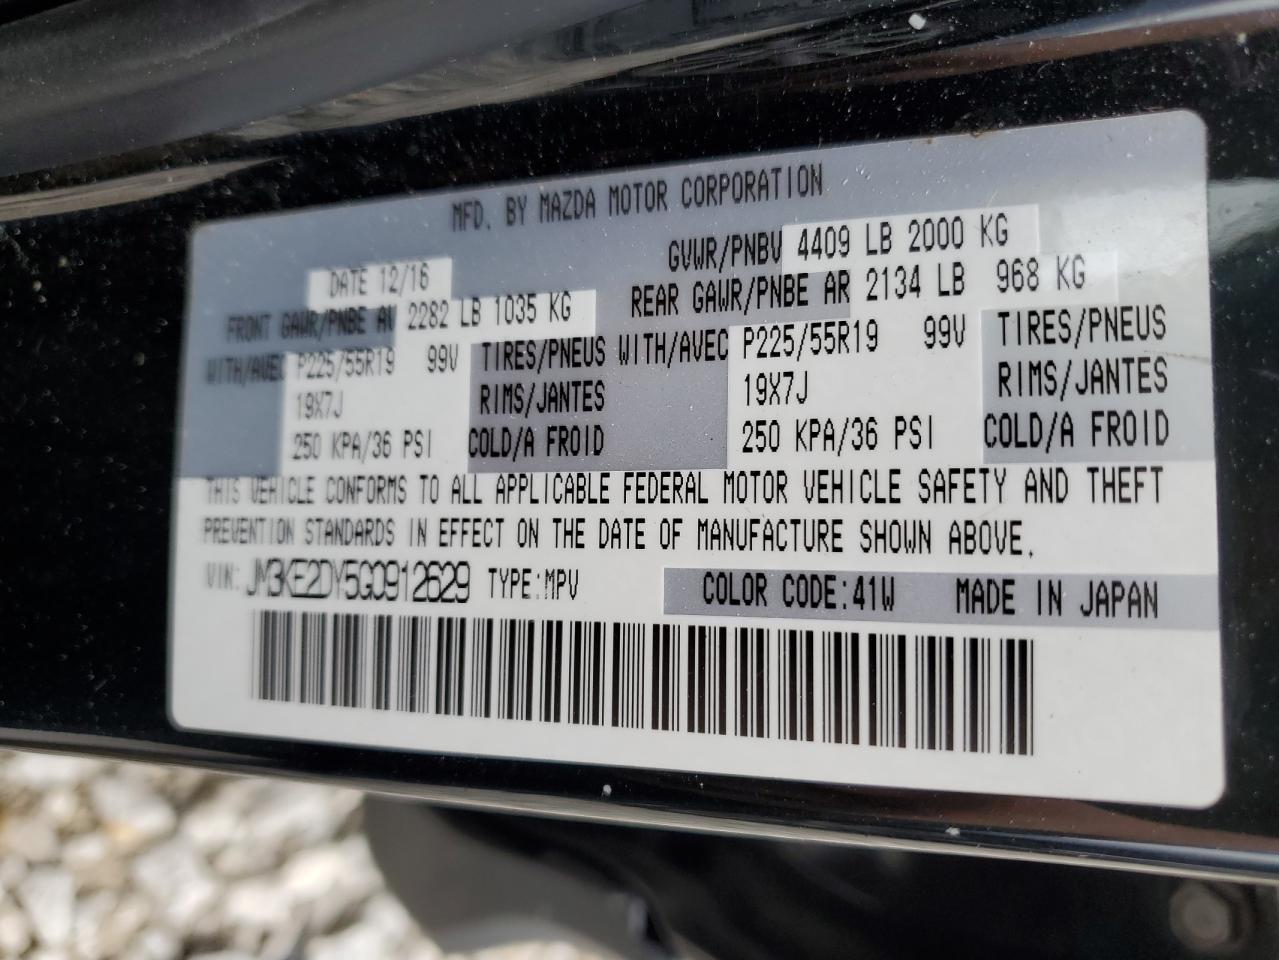 MFD. BY MAZDA MOTOR CORPORATION
DATE 12/16 GVWR/PNBV 4409 LB 2000 KG
FRONT GAWR/PNBE AV 2282 LB 1035 KG REAR GAWR/PNBE AR 2134 LB 968 KG
WITH/AVEC P225/55R19 99V TIRES/PNEUS WITH/AVEC P225/55R19 99V TIRES/PNEUS
19X7J RIMS/JANTES 19X7J RIMS/JANTES
250 KPA/36 PSI COLD/A FROID 250 KPA/36 PSI COLD/A FROID
THIS VEHICLE CONFORMS TO ALL APPLICABLE FEDERAL MOTOR VEHICLE SAFETY AND THEFT
PREVENTION STANDARDS IN EFFECT ON THE DATE OF MANUFACTURE SHOWN ABOVE.
VIN: JM3KE2DY5G0912629 TYPE:MPV COLOR CODE:41W MADE IN JAPAN